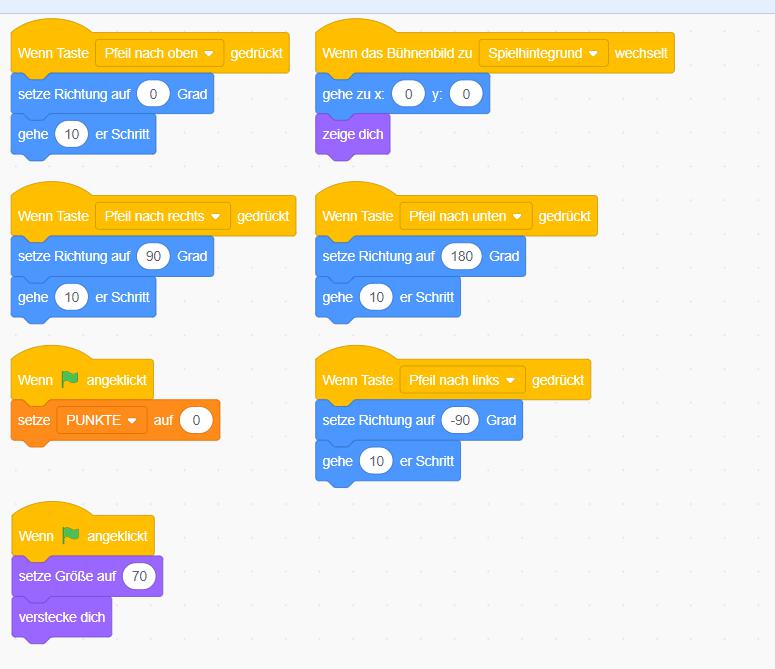 Wenn Taste Pfeil nach oben gedrückt
setze Richtung auf 0 Grad
gehe 10 er Schritt
Wenn das Bühnenbild zu Spielhintegrund wechselt
gehe zu x: 0 y: 0
zeige dich
Wenn Taste Pfeil nach rechts gedrückt
setze Richtung auf 90 Grad
gehe 10 er Schritt
Wenn Taste Pfeil nach unten gedrückt
setze Richtung auf 180 Grad
gehe 10 er Schritt
Wenn angeklickt
setze PUNKTE auf 0
Wenn Taste Pfeil nach links gedrückt
setze Richtung auf -90 Grad
gehe 10 er Schritt
Wenn angeklickt
setze Größe auf 70
verstecke dich